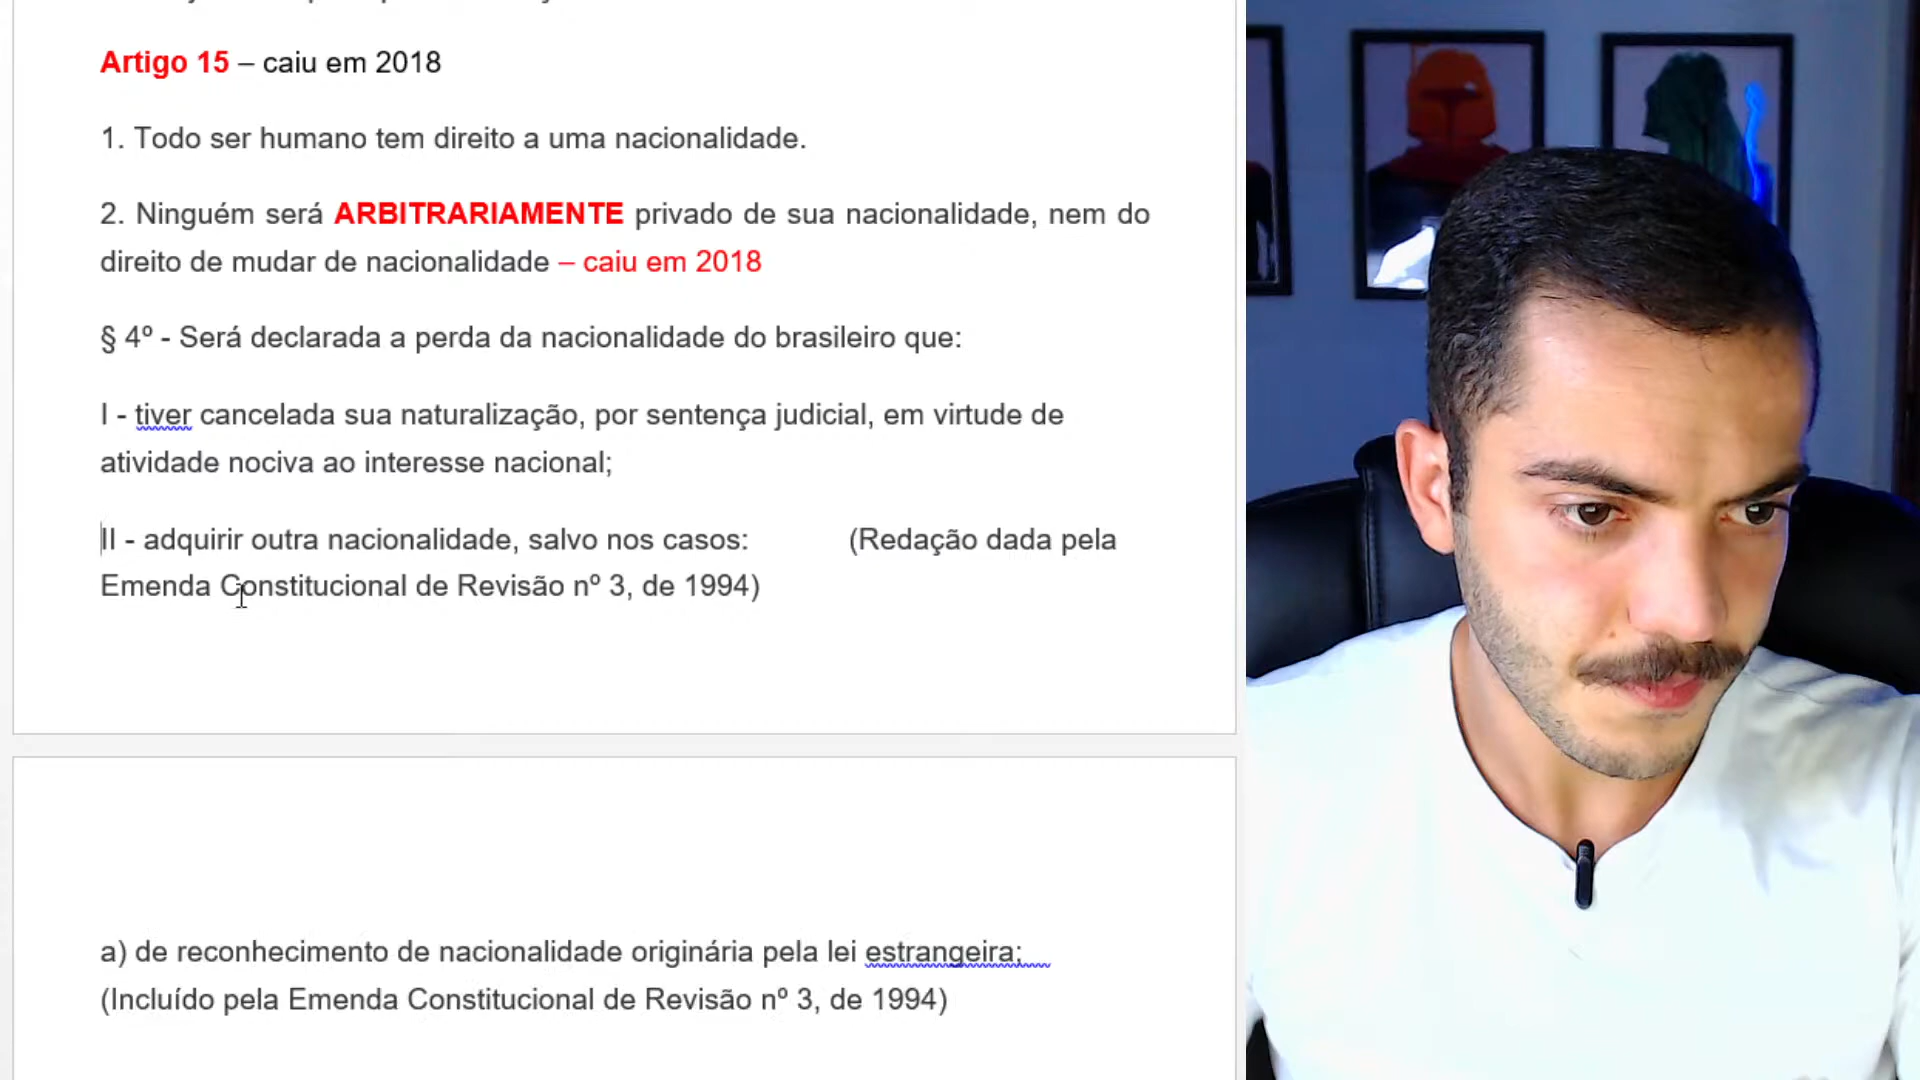 Artigo 15 – caiu em 2018
1. Todo ser humano tem direito a uma nacionalidade.
2. Ninguém será ARBITRARIAMENTE privado de sua nacionalidade, nem do
direito de mudar de nacionalidade – caiu em 2018
§ 4º - Será declarada a perda da nacionalidade do brasileiro que:
I - tiver cancelada sua naturalização, por sentença judicial, em virtude de
atividade nociva ao interesse nacional;
II - adquirir outra nacionalidade, salvo nos casos: (Redação dada pela
Emenda Constitucional de Revisão nº 3, de 1994)
a) de reconhecimento de nacionalidade originária pela lei estrangeira;
(Incluído pela Emenda Constitucional de Revisão nº 3, de 1994)